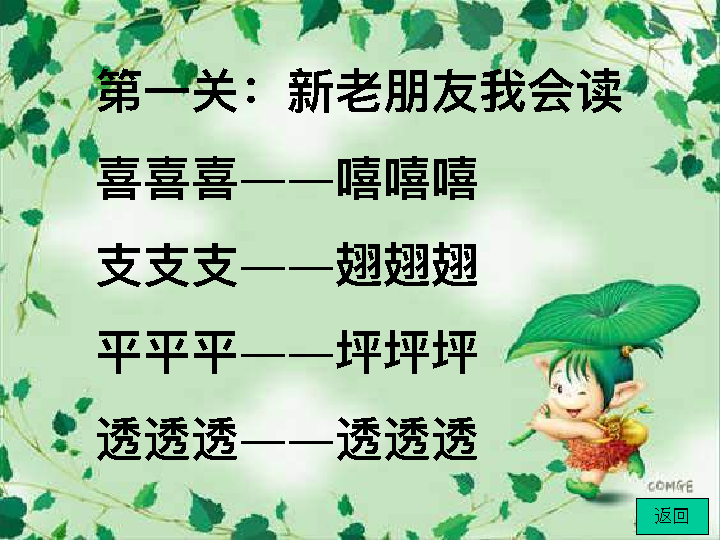 第一关：新老朋友我会读
喜喜喜——嘻嘻嘻
支支支——翅翅翅
平平平——坪坪坪
透透透——透透透
COMGE
返回